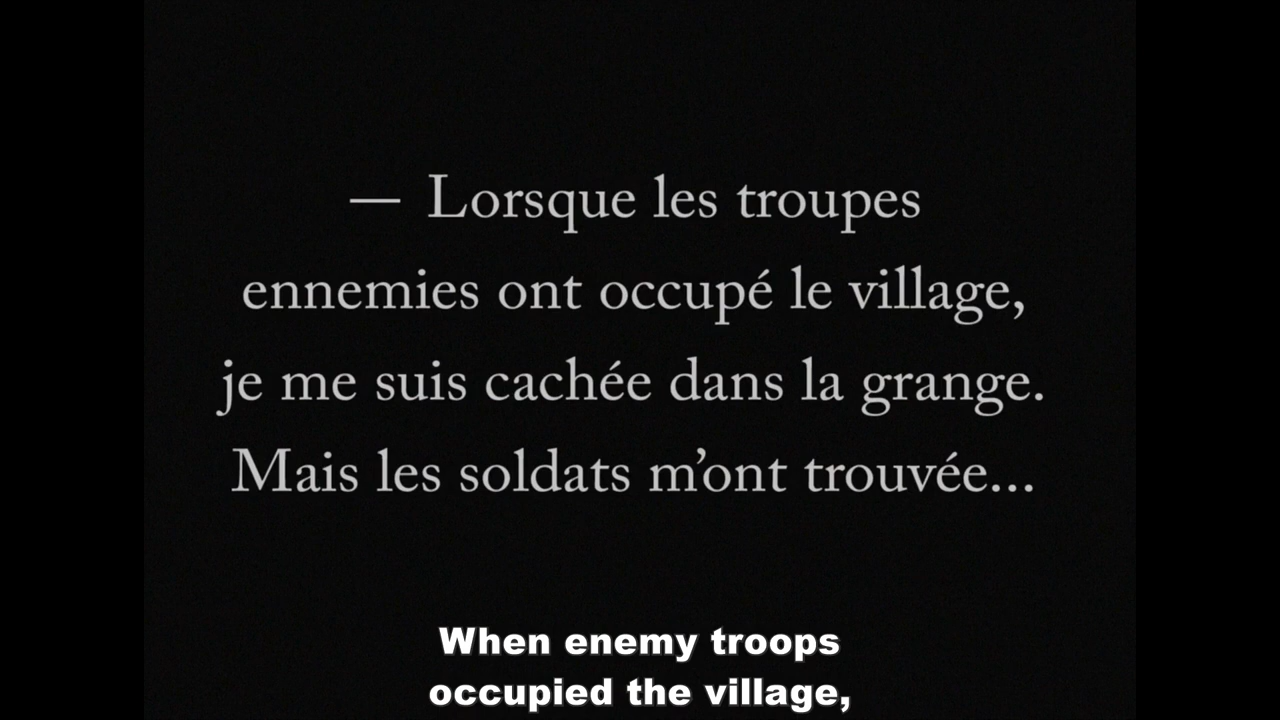 — Lorsque les troupes
ennemies ont occupé le village,
je me suis cachée dans la grange.
Mais les soldats m’ont trouvée...
When enemy troops
occupied the village,